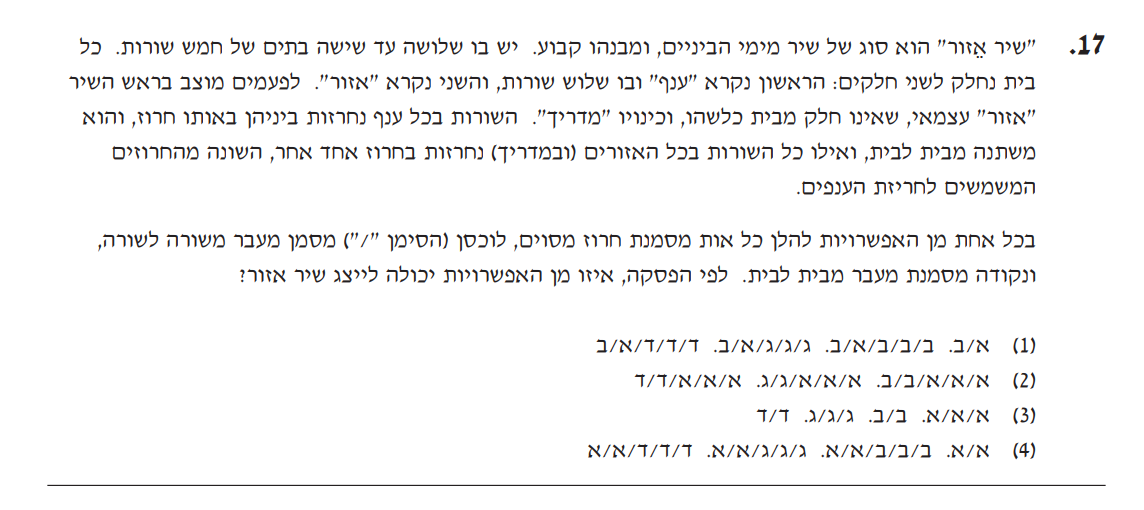 17. "שיר אֵזור" הוא סוג של שיר מימי הביניים, ומבנהו קבוע. יש בו שלושה עד שישה בתים של חמש שורות. כל
בית נחלק לשני חלקים: הראשון נקרא "ענף" ובו שלוש שורות, והשני נקרא "אזור". לפעמים מוצב בראש השיר
"אזור" עצמאי, שאינו חלק מבית כלשהו, וכינויו "מדריך". השורות בכל ענף נחרזות ביניהן באותו חרוז, והוא
משתנה מבית לבית, ואילו כל השורות בכל האזורים (ובמדריך) נחרזות בחרוז אחד אחר, השונה מהחרוזים
המשמשים לחריזת הענפים.
בכל אחת מן האפשרויות להלן כל אות מסמנת חרוז מסוים, לוכסן (הסימן "/") מסמן מעבר משורה לשורה,
ונקודה מסמנת מעבר מבית לבית. לפי הפסקה, איזו מן האפשרויות יכולה לייצג שיר אזור?
(1) א/ב. ב/ב/ב/א/ב. ג/ג/ג/א/ב. ד/ד/ד/א/ב
(2) א/א/א/ב/ב. א/א/א/ג/ג. א/א/א/ד/ד
(3) א/א/א. ב/ב. ג/ג/ג. ד/ד
(4) א/א. ב/ב/ב/א/א. ג/ג/ג/א/א. ד/ד/ד/א/א